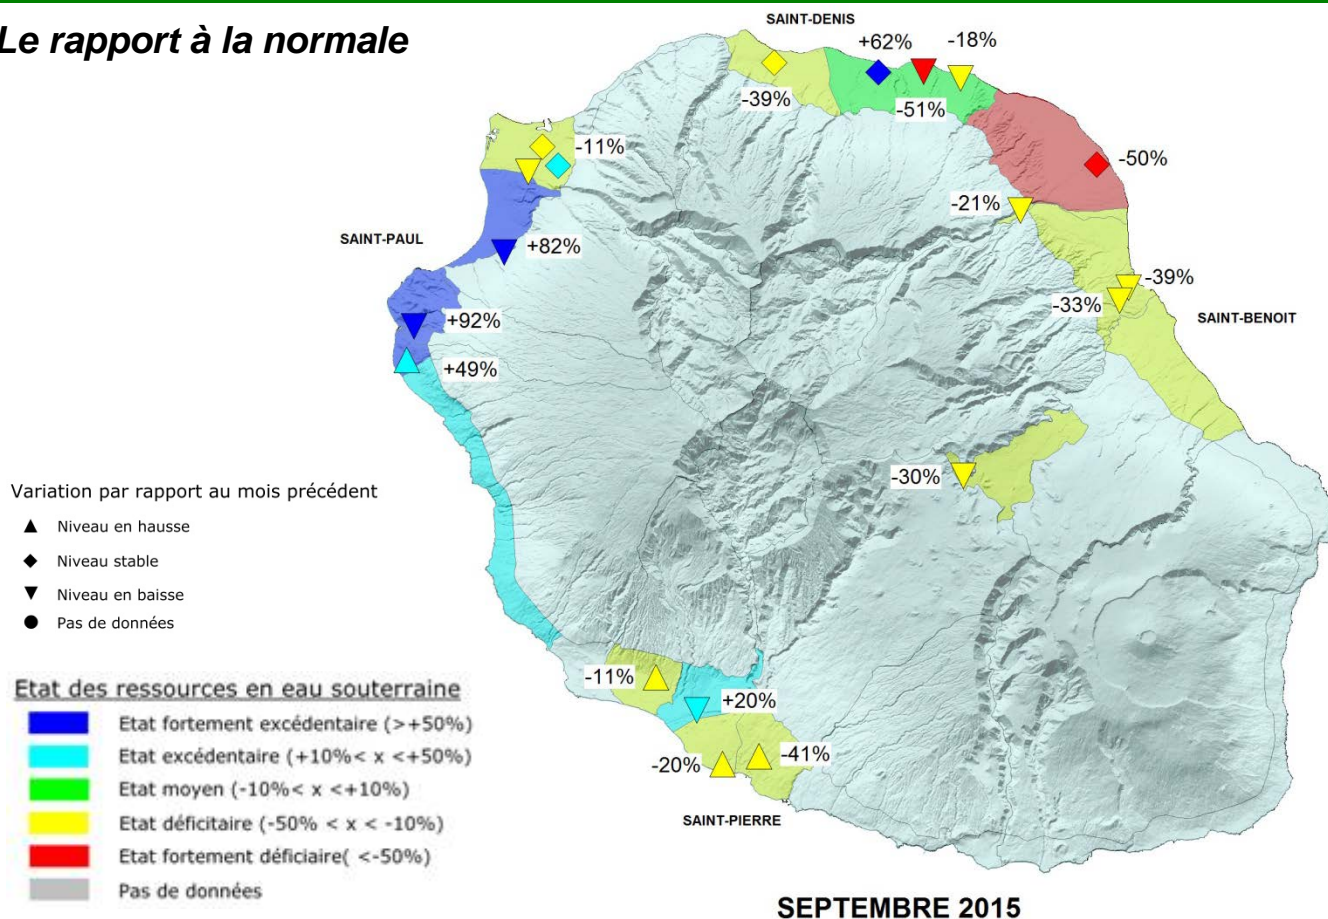 Le rapport à la normale
SAINT-DENIS
+62%
-18%
-39%
-51%
-11%
-50%
-21%
SAINT-PAUL
+82%
-39%
-33%
SAINT-BENOIT
+92%
+49%
-30%
Variation par rapport au mois précédent
Niveau en hausse
Niveau stable
Niveau en baisse
Pas de données
-11%
+20%
-20%
-41%
SAINT-PIERRE
Etat des ressources en eau souterraine
Etat fortement excédentaire (>+50%)
Etat excédentaire (+10%< x <+50%)
Etat moyen (-10%< x <+10%)
Etat déficitaire (-50% < x < -10%)
Etat fortement déficiaire( <-50%)
Pas de données
SEPTEMBRE 2015